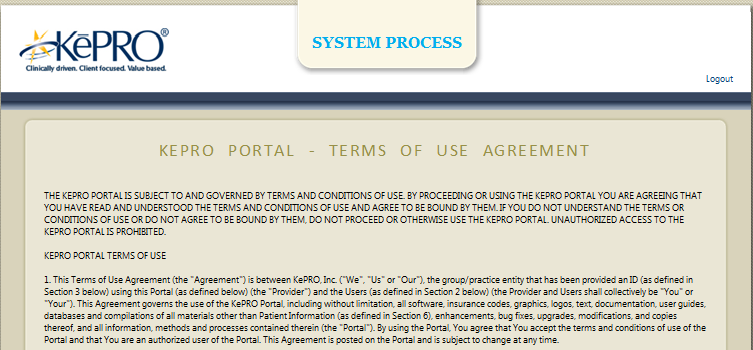 SYSTEM PROCESS
KēPRO®
Clinically driven. Client focused. Value based.
Logout
KEPRO PORTAL - TERMS OF USE AGREEMENT
THE KEPRO PORTAL IS SUBJECT TO AND GOVERNED BY TERMS AND CONDITIONS OF USE. BY PROCEEDING OR USING THE KEPRO PORTAL YOU ARE AGREEING THAT
YOU HAVE READ AND UNDERSTOOD THE TERMS AND CONDITIONS OF USE AND AGREE TO BE BOUND BY THEM. IF YOU DO NOT UNDERSTAND THE TERMS OR
CONDITIONS OF USE OR DO NOT AGREE TO BE BOUND BY THEM, DO NOT PROCEED OR OTHERWISE USE THE KEPRO PORTAL. UNAUTHORIZED ACCESS TO THE
KEPRO PORTAL IS PROHIBITED.
KEPRO PORTAL TERMS OF USE
1. This Terms of Use Agreement (the "Agreement") is between KePRO, Inc. ("We", "Us" or "Our"), the group/practice entity that has been provided an ID (as defined in
Section 3 below) using this Portal (as defined below) (the "Provider") and the Users (as defined in Section 2 below) (the Provider and Users shall collectively be "You" or
"Your"). This Agreement governs the use of the KePRO Portal, including without limitation, all software, insurance codes, graphics, logos, text, documentation, user guides,
databases and compilations of all materials other than Patient Information (as defined in Section 6), enhancements, bug fixes, upgrades, modifications, and copies
thereof, and all information, methods and processes contained therein (the "Portal"). By using the Portal, You agree that You accept the terms and conditions of use of the
Portal and that You are an authorized user of the Portal. This Agreement is posted on the Portal and is subject to change at any time.